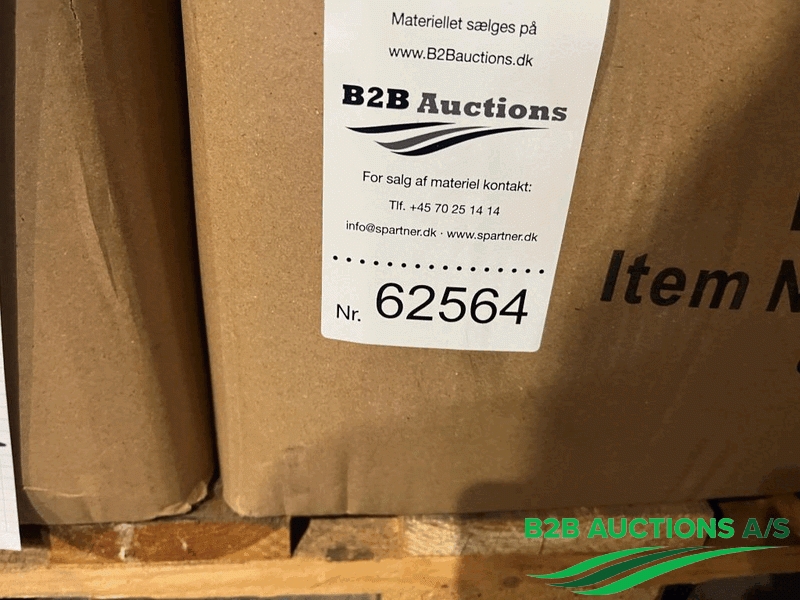 Materiellet sælges på
www.B2Bauctions.dk
B2B Auctions
For salg af materiel kontakt:
Tlf. +45 70 25 14 14
info@spartner.dk · www.spartner.dk
Nr. 62564
Item N
B2B AUCTIONS A/S